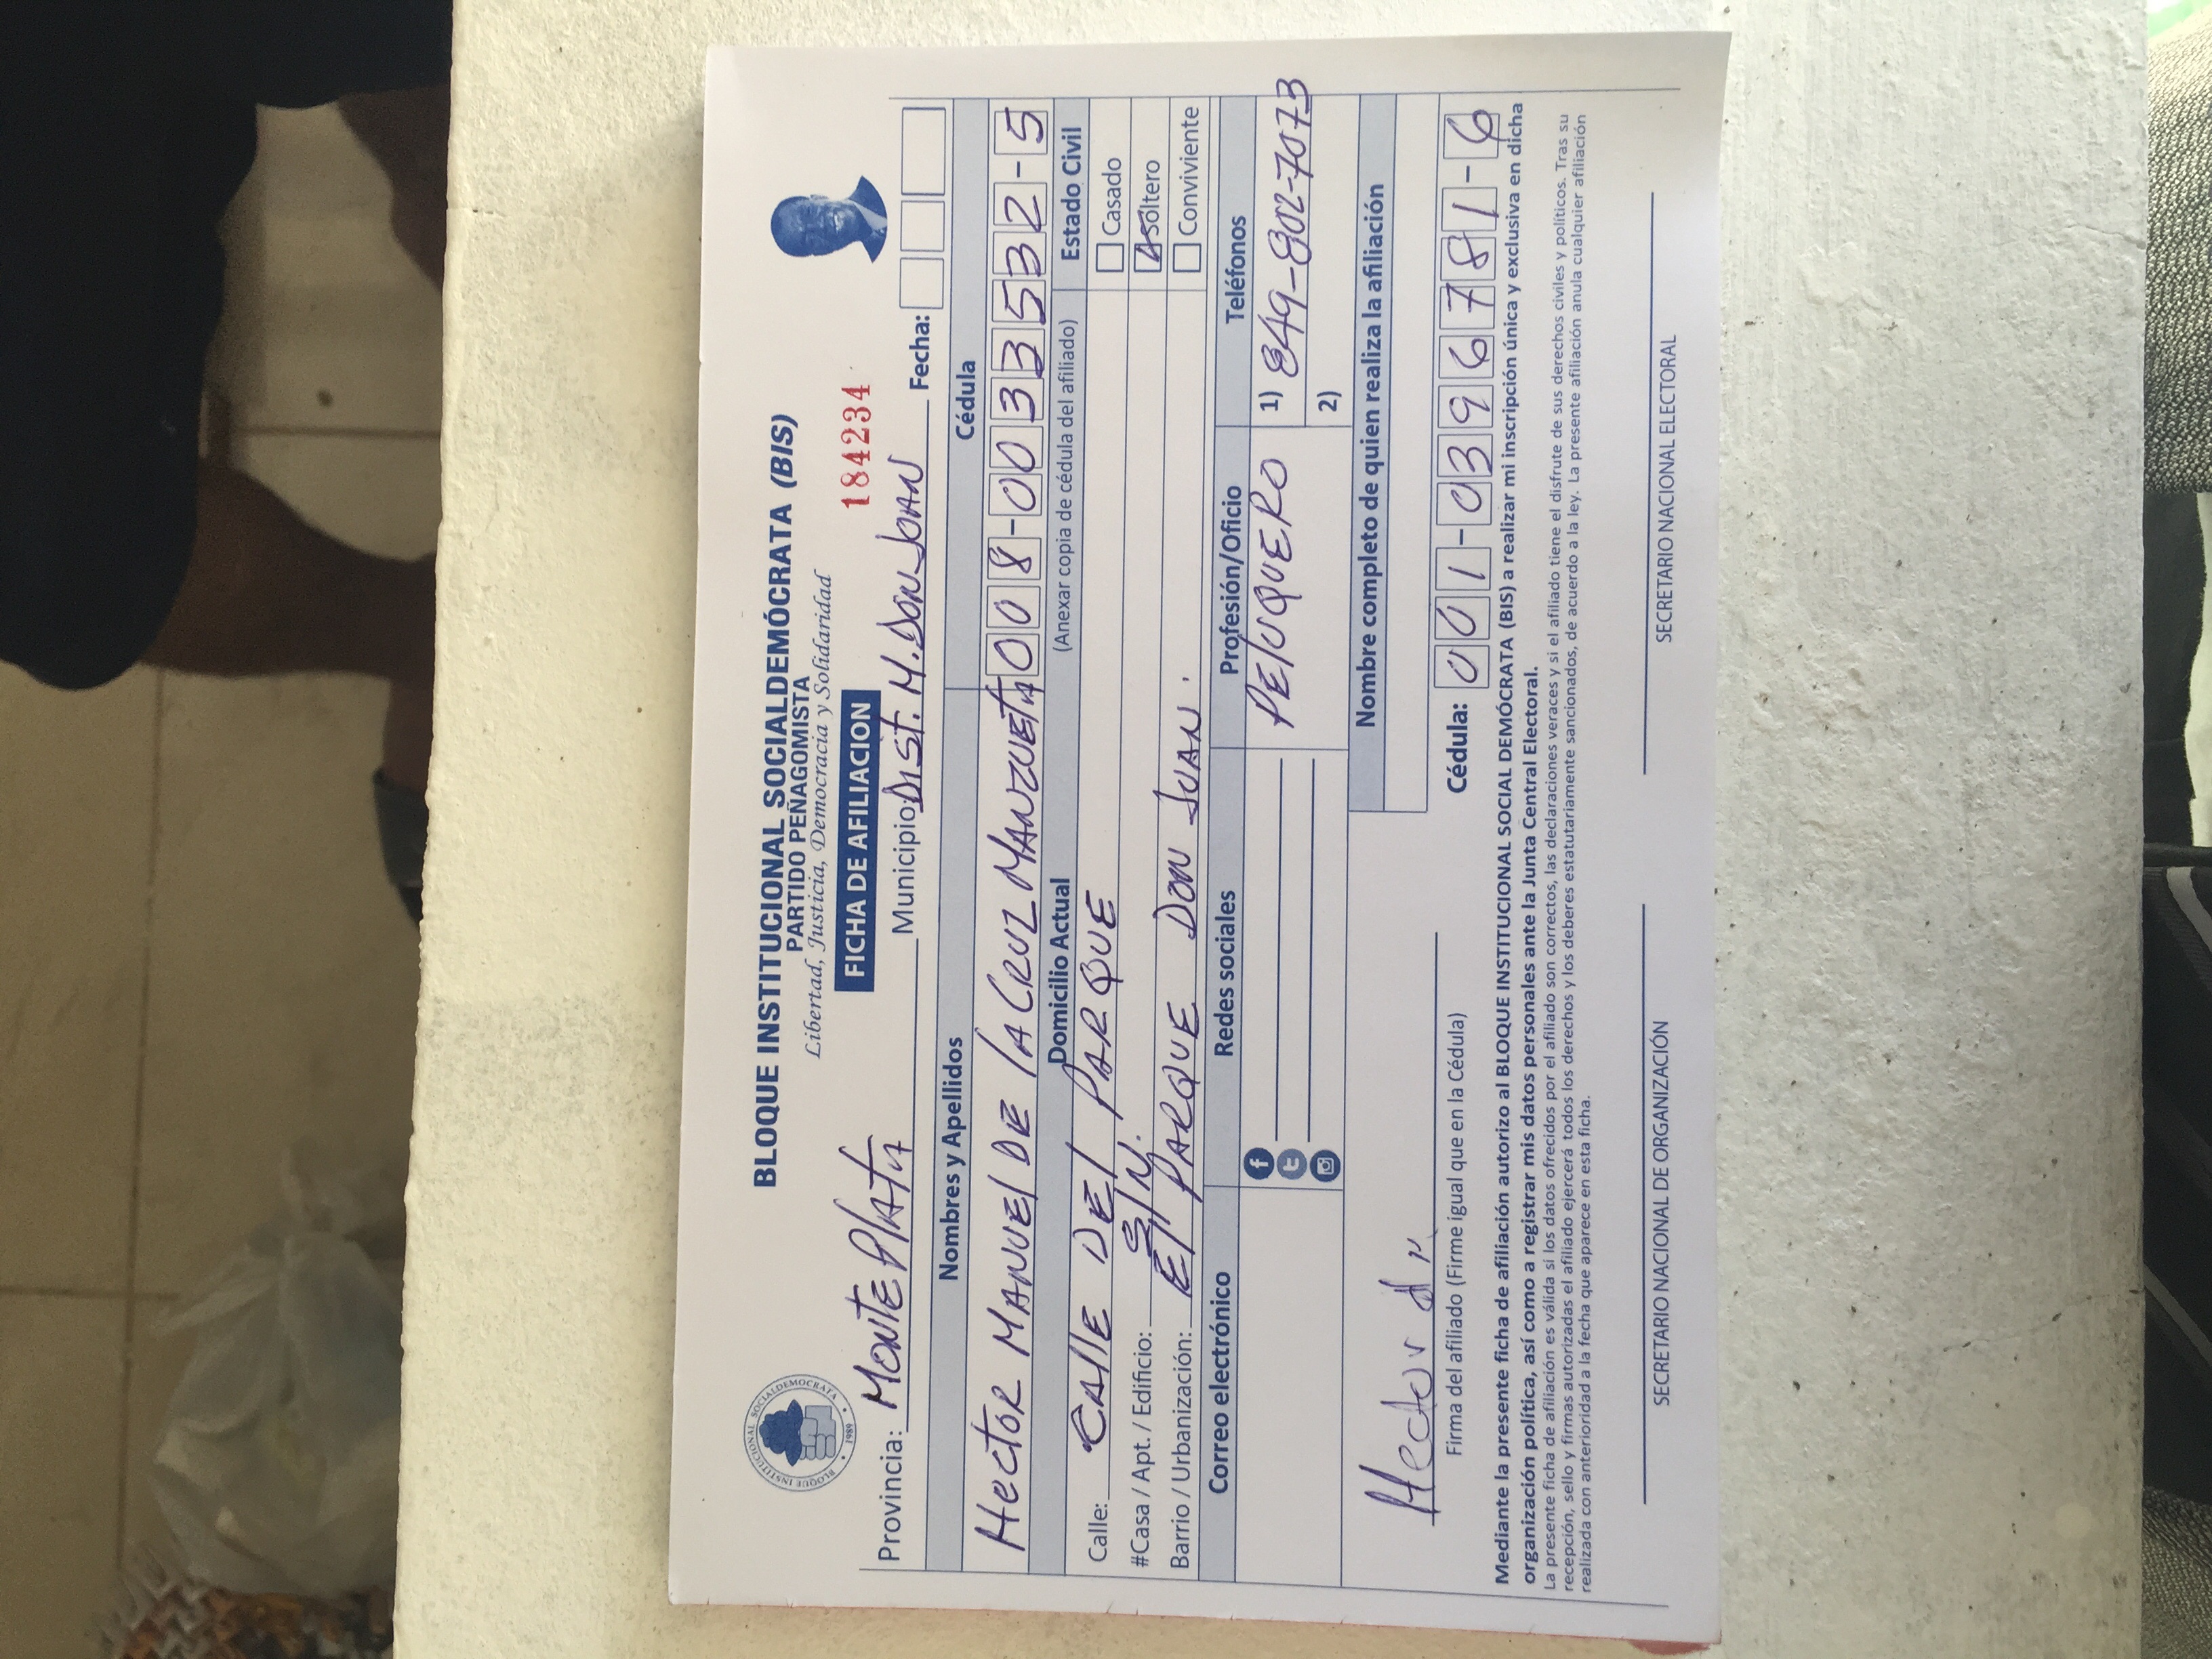 BLOQUE INSTITUCIONAL SOCIALDEMÓCRATA (BIS)
PARTIDO PEÑAGOMISTA
Libertad, Justicia, Democracia y Solidaridad
BLOQUE INSTITUCIONAL SOCIALDEMOCRATA • 1989 •
FICHA DE AFILIACION 184234
Provincia: MONTE PlAtA Municipio: DIST. M. DON JUAN Fecha:
Nombres y Apellidos Cédula
HECTOR MANUEl DE lA CRUZ MANZUETA 008-0033532-5
Domicilio Actual (Anexar copia de cédula del afiliado) Estado Civil
Calle: CAllE DEl PARQUE Casado
#Casa / Apt. / Edificio: S/N. Soltero
Barrio / Urbanización: El PARQUE DON JUAN. Conviviente
Correo electrónico Redes sociales Profesión/Oficio Teléfonos
PElUQUERO 1) 849-802-7073
2)
Nombre completo de quien realiza la afiliación
Hector d
Firma del afiliado (Firme igual que en la Cédula) Cédula: 001-0396781-6
Mediante la presente ficha de afiliación autorizo al BLOQUE INSTITUCIONAL SOCIAL DEMÓCRATA (BIS) a realizar mi inscripción única y exclusiva en dicha
organización política, así como a registrar mis datos personales ante la Junta Central Electoral.
La presente ficha de afiliación es válida si los datos ofrecidos por el afiliado son correctos, las declaraciones veraces y si el afiliado tiene el disfrute de sus derechos civiles y políticos. Tras su
recepción, sello y firmas autorizadas el afiliado ejercerá todos los derechos y los deberes estatutariamente sancionados, de acuerdo a la ley. La presente afiliación anula cualquier afiliación
realizada con anterioridad a la fecha que aparece en esta ficha.
SECRETARIO NACIONAL DE ORGANIZACIÓN SECRETARIO NACIONAL ELECTORAL